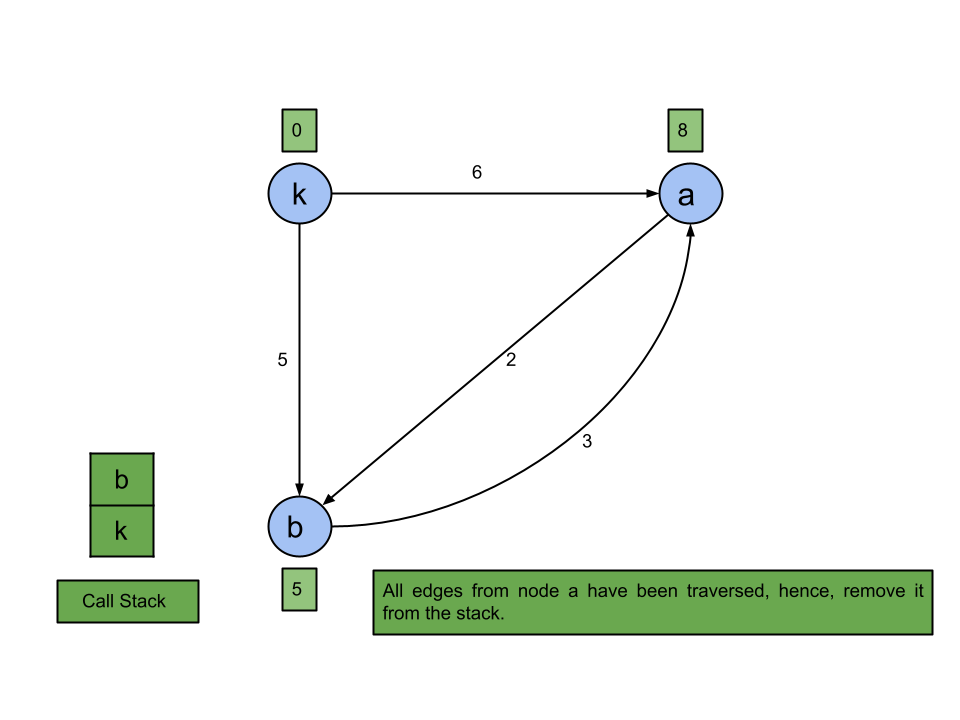 0
8
6
k
a
5
2
3
b
k
b
5
Call Stack
All edges from node a have been traversed, hence, remove it
from the stack.